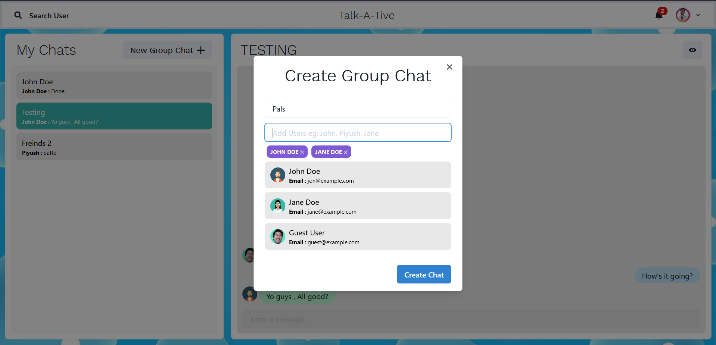 Search User
Talk-A-Tive
2
My Chats
New Group Chat +
John Doe
John Doe : Done
Testing
John Doe : Yo guys , All good?
Freinds 2
Piyush : caffe
TESTING
How's it going?
Yo guys , All good?
Enter a message..
Create Group Chat
Pals
Add Users eg: John, Piyush, Jane
JOHN DOE × JANE DOE ×
John Doe
Email : jon@example.com
Jane Doe
Email : jane@example.com
Guest User
Email : guest@example.com
Create Chat